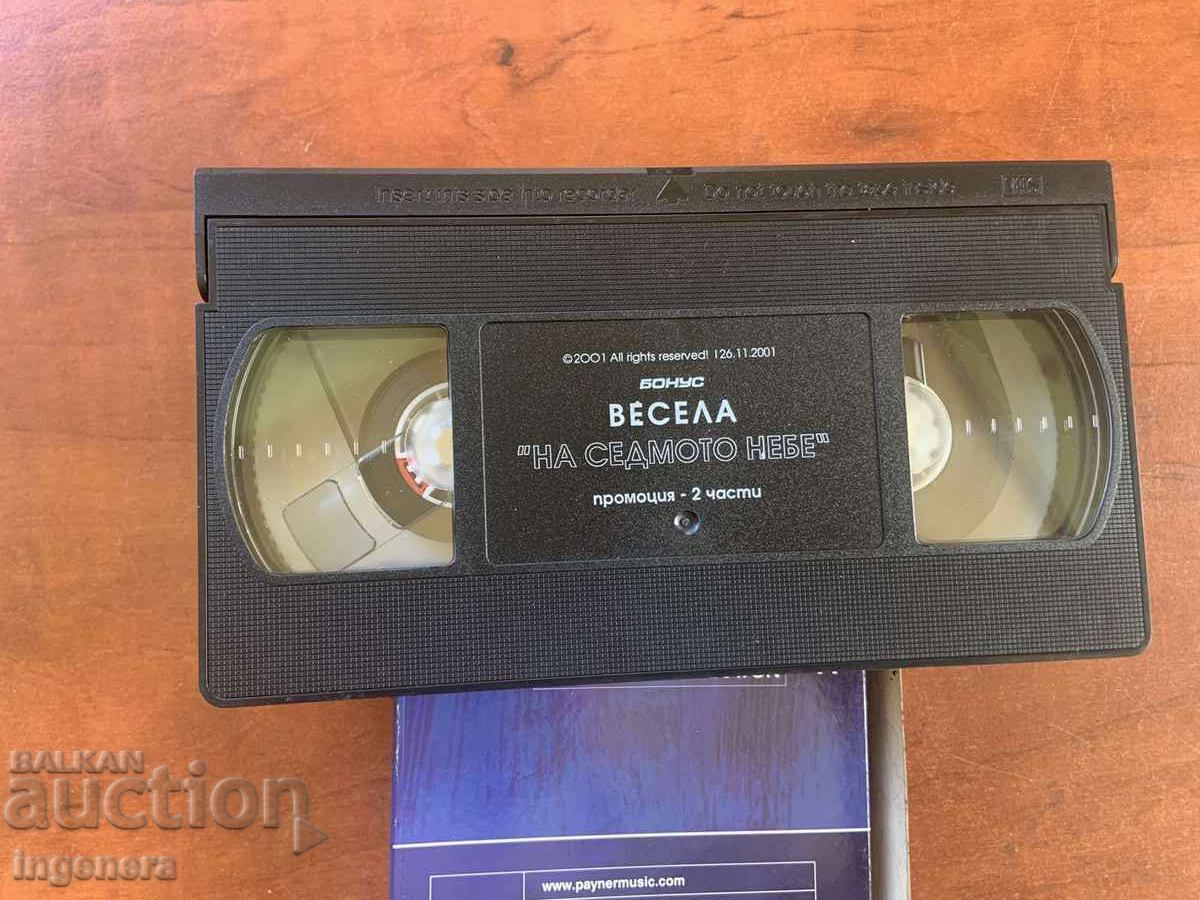 Insert this side into recorder Do not touch the tape inside VHS
©2001 All rights reserved! 126.11.2001
БОНУС
ВЕСЕЛА
"НА СЕДМОТО НЕБЕ"
промоция - 2 части
www.paynermusic.com
BALKAN
auction
ingenera